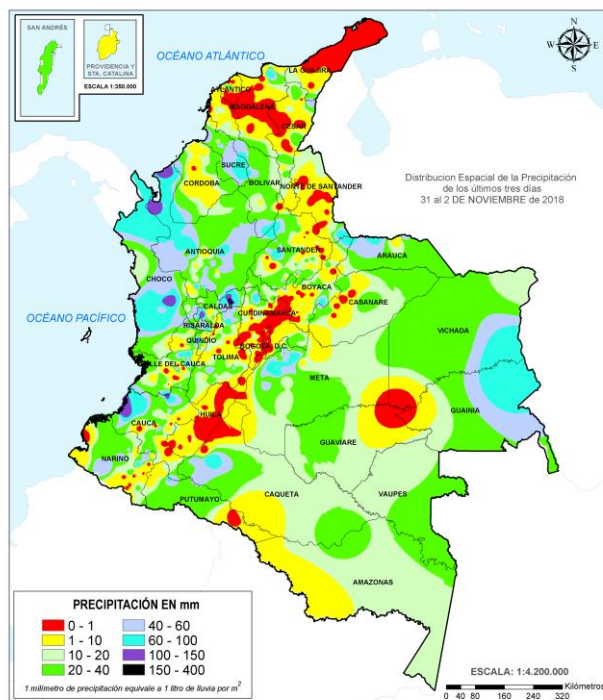 SAN ANDRÉS
PROVIDENCIA Y
STA. CATALINA
ESCALA 1:350.000
OCÉANO ATLÁNTICO
N
W
E
S
LA GUAJIRA
ATLÁNTICO
MAGDALENA
CESAR
Distribucion Espacial de la Precipitación
de los últimos tres días
31 al 2 DE NOVIEMBRE de 2018
SUCRE
CORDOBA
BOLIVAR
NORTE DE SANTANDER
ANTIOQUIA
SANTANDER
ARAUCA
CHOCO
BOYACA
CASANARE
OCÉANO PACÍFICO
CALDAS
CUNDINAMARCA
RISARALDA
VICHADA
QUINDIO
BOGOTA, D.C.
TOLIMA
VALLE DEL CAUCA
META
GUAINIA
HUILA
CAUCA
GUAVIARE
NARIÑO
PUTUMAYO
CAQUETA
VAUPES
AMAZONAS
PRECIPITACIÓN EN mm
0 - 1
40 - 60
1 - 10
60 - 100
10 - 20
100 - 150
20 - 40
150 - 400
1 milímetro de precipitación equivale a 1 litro de lluvia por m2
ESCALA: 1:4.200.000
Kilómetros
0 40 80 160 240 320